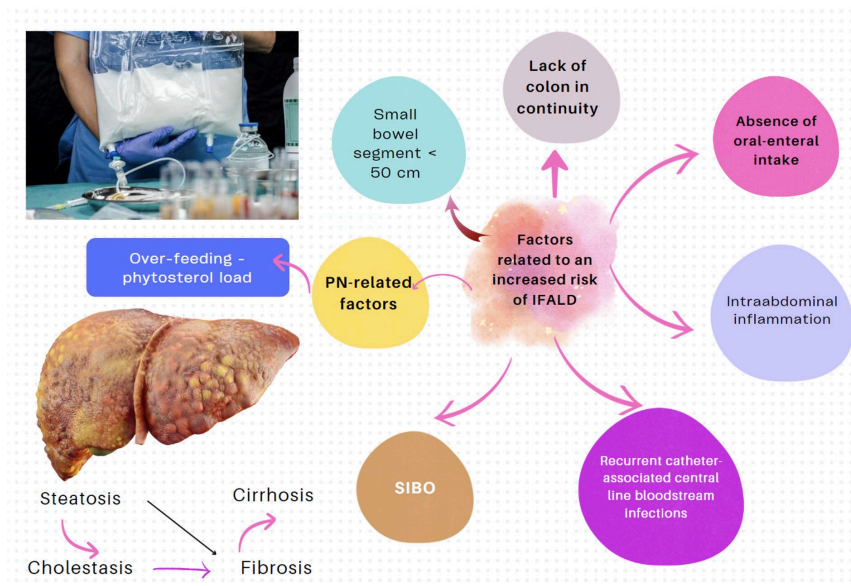 Lack of
colon in
continuity
Small
bowel
segment <
50 cm
Absence of
oral-enteral
intake
Factors
related to an
increased risk
of IFALD
Over-feeding -
phytosterol load
PN-related
factors
Intraabdominal
inflammation
SIBO
Recurrent catheter-
associated central
line bloodstream
infections
Steatosis
Cirrhosis
Cholestasis
Fibrosis